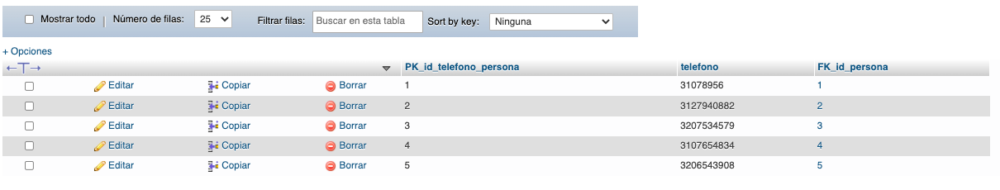 Mostrar todo | Número de filas: 25 Filtrar filas: Buscar en esta tabla Sort by key: Ninguna
+ Opciones
←T→ PK_id_telefono_persona telefono FK_id_persona
Editar Copiar Borrar 1 31078956 1
Editar Copiar Borrar 2 3127940882 2
Editar Copiar Borrar 3 3207534579 3
Editar Copiar Borrar 4 3107654834 4
Editar Copiar Borrar 5 3206543908 5